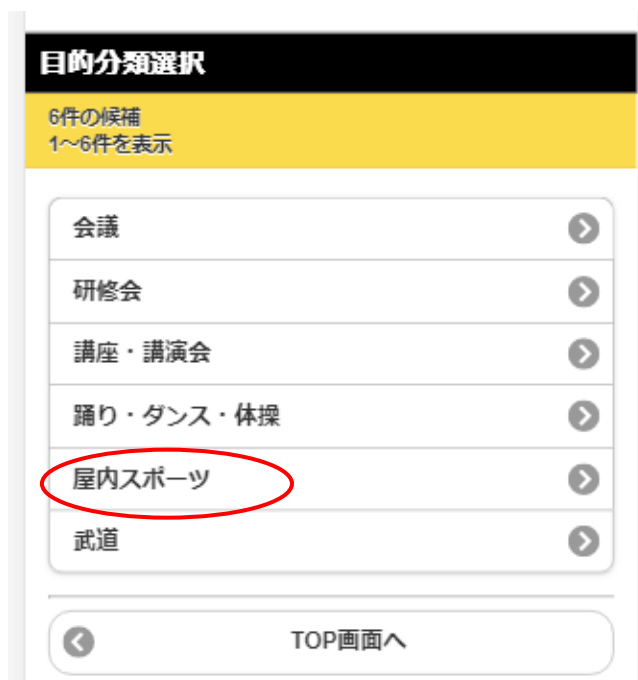 目的分類選択
6件の候補
1～6件を表示
会議
研修会
講座・講演会
踊り・ダンス・体操
屋内スポーツ
武道
TOP画面へ